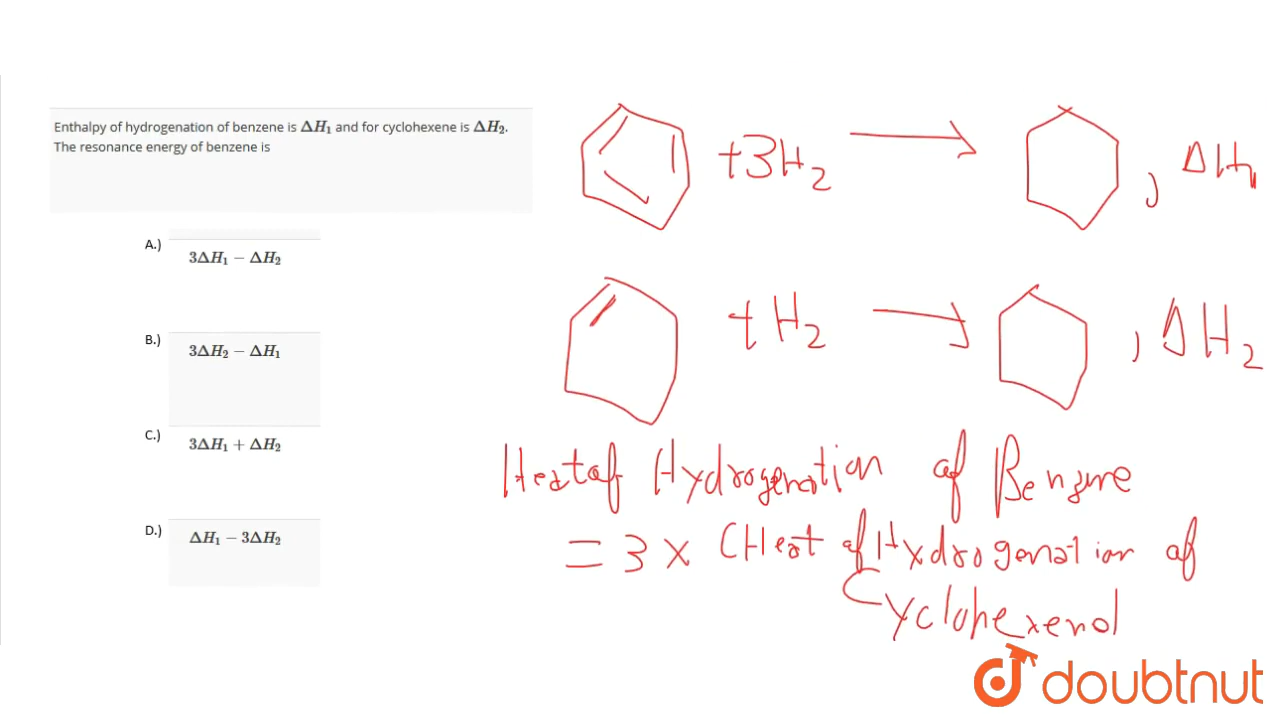 Enthalpy of hydrogenation of benzene is ΔH₁ and for cyclohexene is ΔH₂.
The resonance energy of benzene is
A.) 3ΔH₁ − ΔH₂
B.) 3ΔH₂ − ΔH₁
C.) 3ΔH₁ + ΔH₂
D.) ΔH₁ − 3ΔH₂
+3H₂ → , ΔH₁
+ H₂ → , ΔH₂
Heat of Hydrogenation of Benzene
= 3 × (Heat of Hydrogenation of
Cyclohexenol
doubtnut